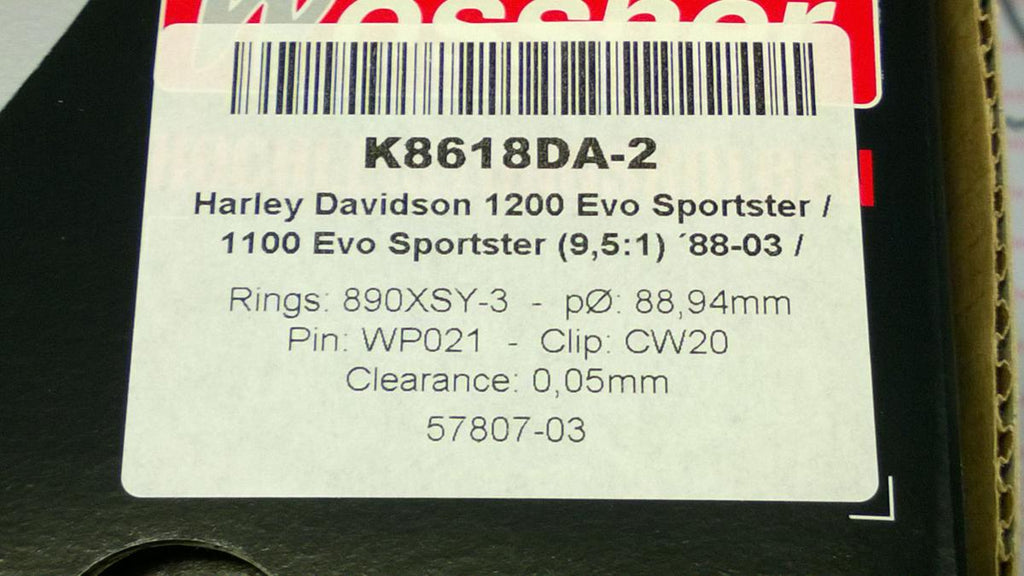 Wossner
K8618DA-2
Harley Davidson 1200 Evo Sportster /
1100 Evo Sportster (9,5:1) ´88-03 /
Rings: 890XSY-3 - pØ: 88,94mm
Pin: WP021 - Clip: CW20
Clearance: 0,05mm
57807-03